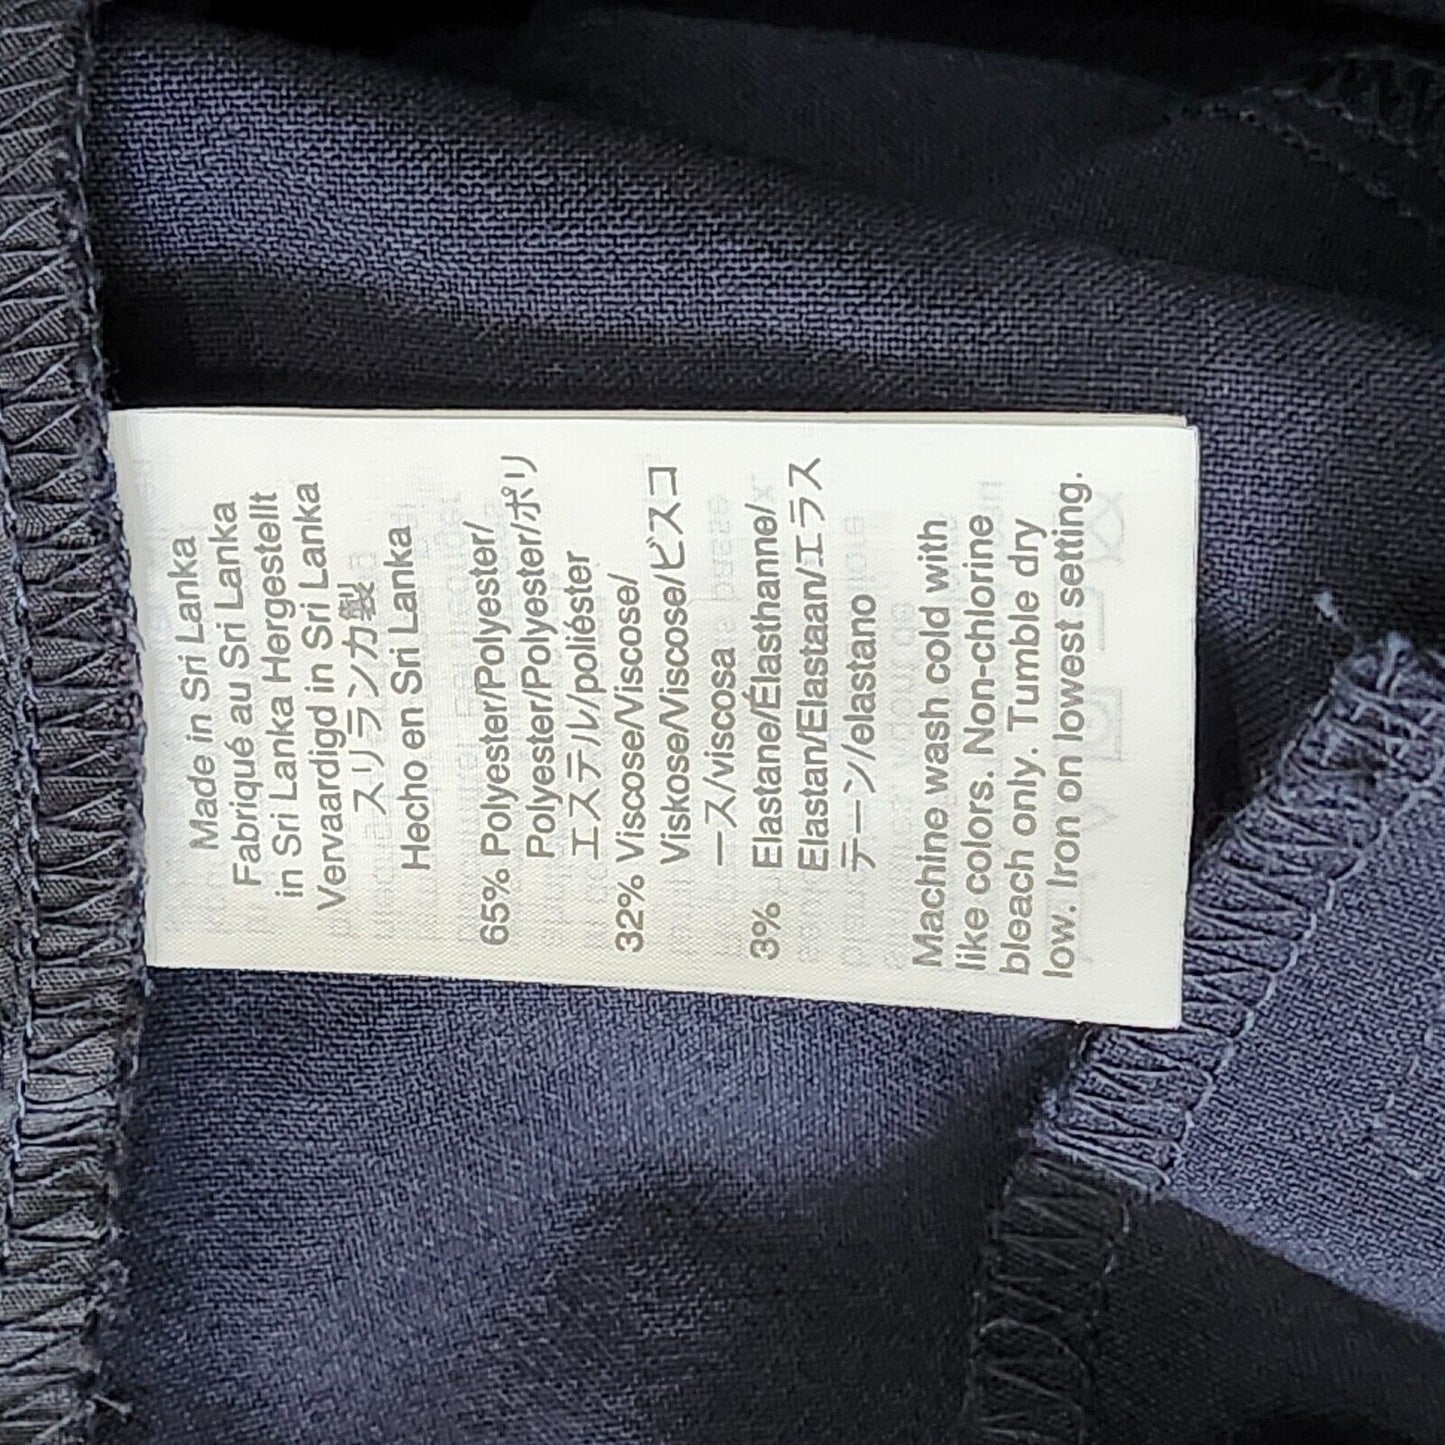 Made in Sri Lanka
Fabriqué au Sri Lanka
in Sri Lanka Hergestellt
Vervaardigd in Sri Lanka
スリランカ製
Hecho en Sri Lanka
65% Polyester/Polyester/
Polyester/Polyester/ポリ
エステル/poliéster
32% Viscose/Viscose/
Viskose/Viscose/ビスコ
ース/viscosa
3% Elastane/Élasthanne/
Elastan/Elastaan/エラス
テーン/elastano
Machine wash cold with
like colors. Non-chlorine
bleach only. Tumble dry
low. Iron on lowest setting.